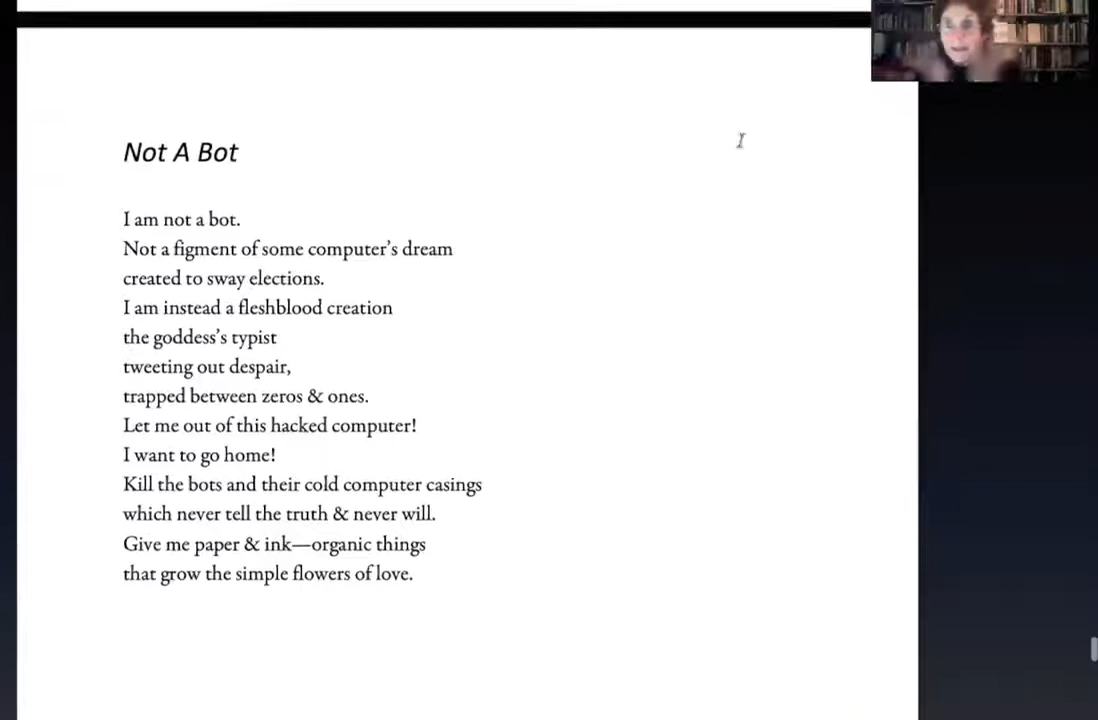 Not A Bot
I am not a bot.
Not a figment of some computer's dream
created to sway elections.
I am instead a fleshblood creation
the goddess's typist
tweeting out despair,
trapped between zeros & ones.
Let me out of this hacked computer!
I want to go home!
Kill the bots and their cold computer casings
which never tell the truth & never will.
Give me paper & ink—organic things
that grow the simple flowers of love.